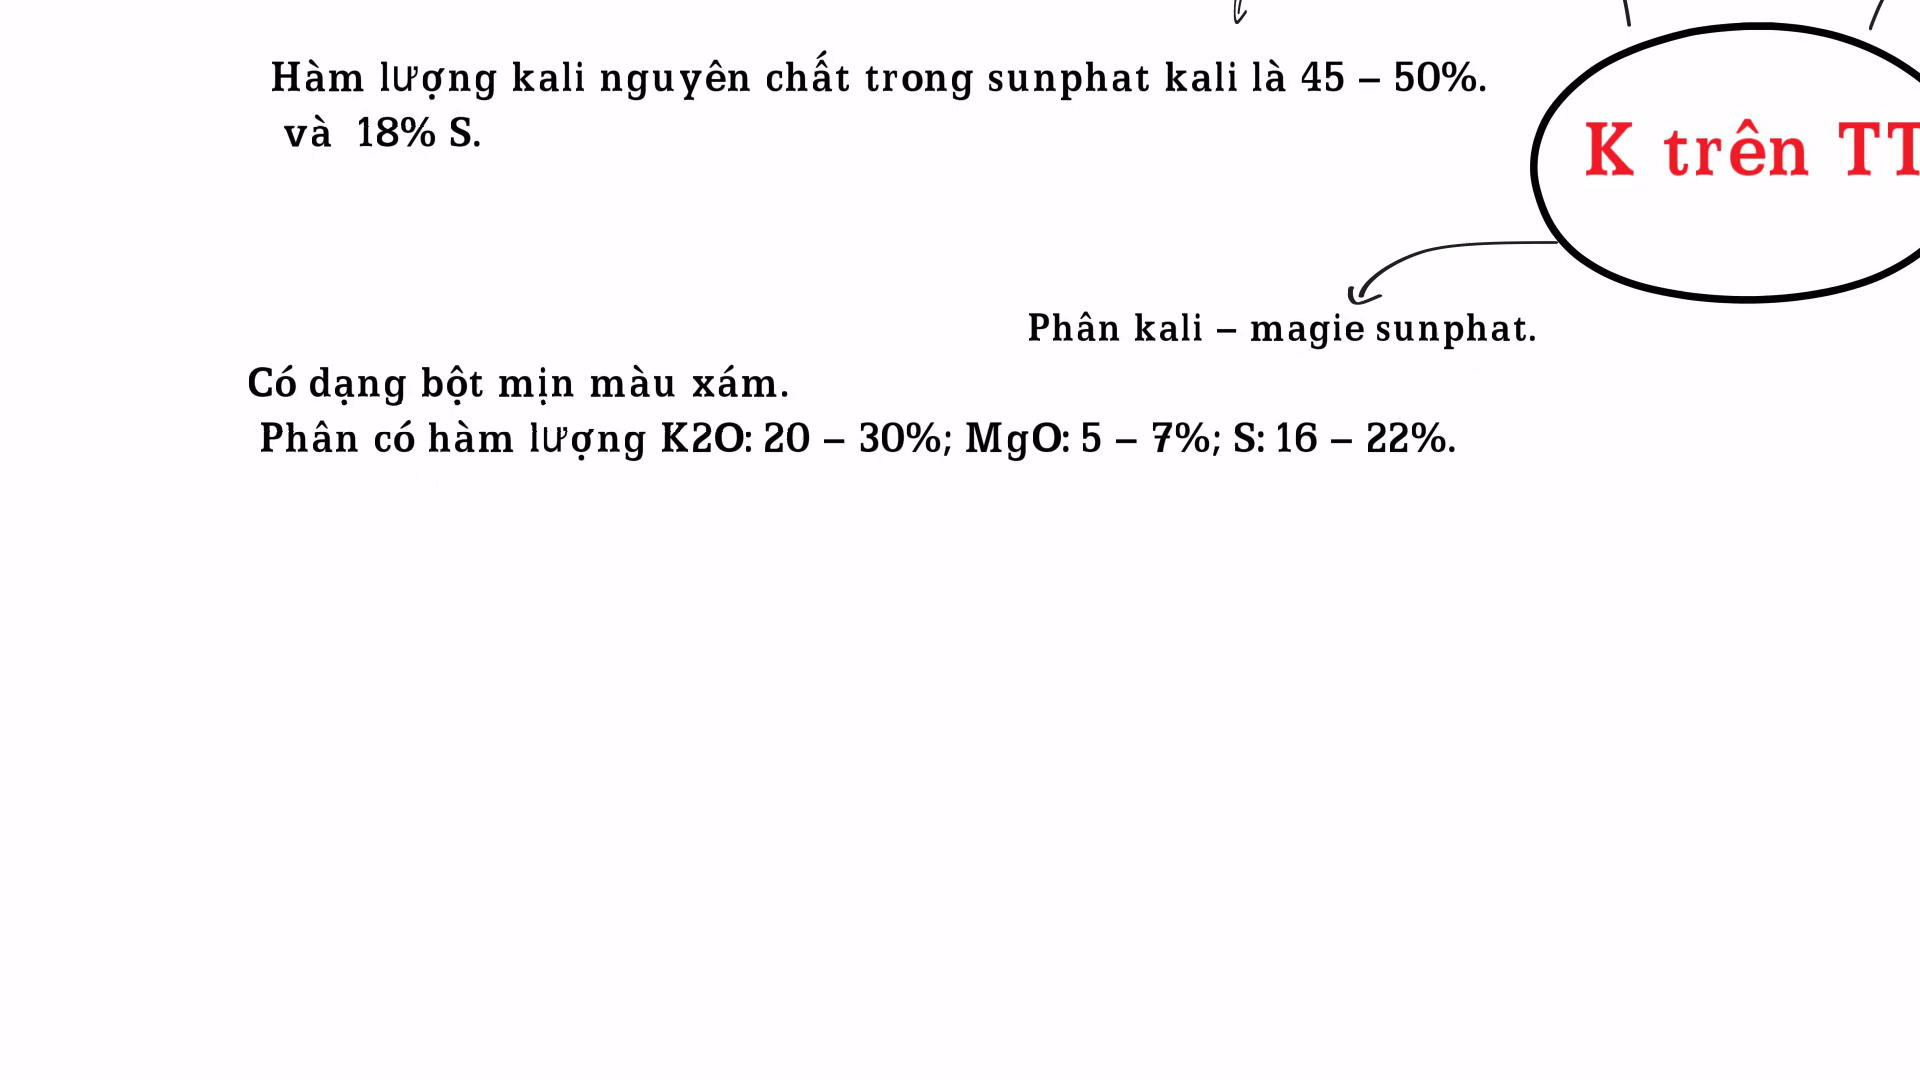 Hàm lượng kali nguyên chất trong sunphat kali là 45 – 50%.
và 18% S.
K trên TT
Phân kali – magie sunphat.
Có dạng bột mịn màu xám.
Phân có hàm lượng K2O: 20 – 30%; MgO: 5 – 7%; S: 16 – 22%.